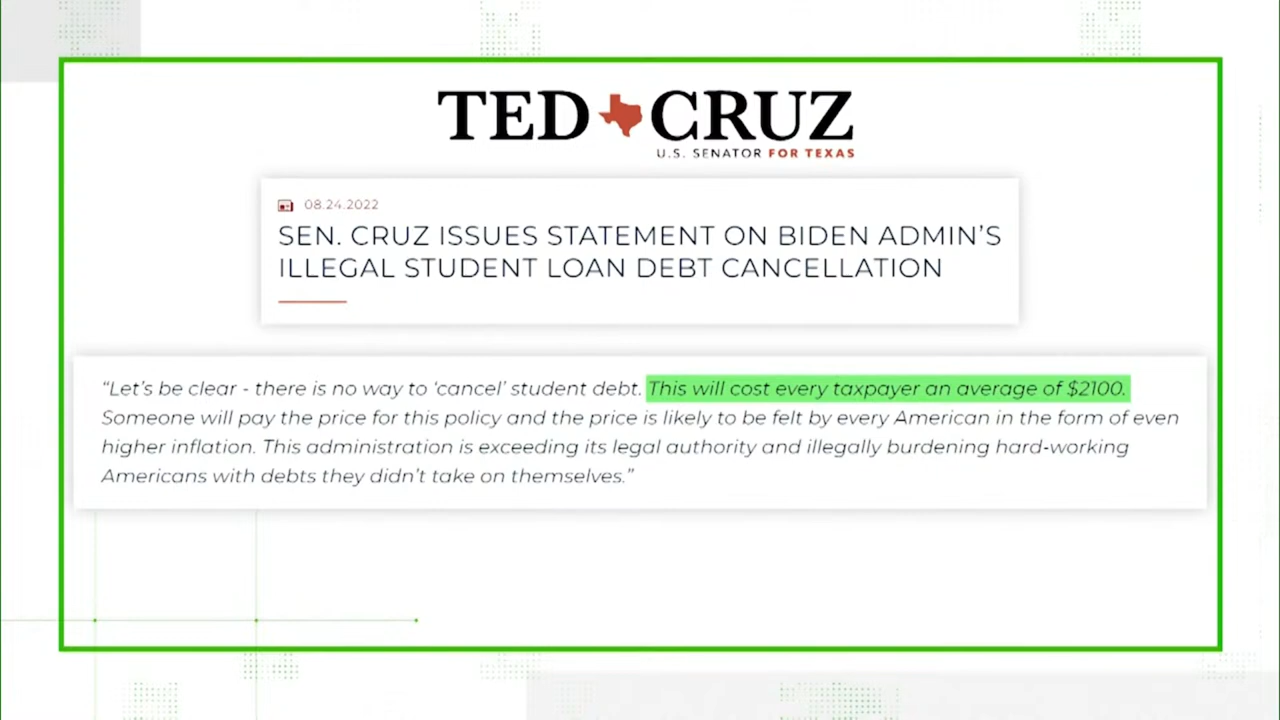 TED CRUZ
U.S. SENATOR FOR TEXAS
08.24.2022
SEN. CRUZ ISSUES STATEMENT ON BIDEN ADMIN’S
ILLEGAL STUDENT LOAN DEBT CANCELLATION
“Let’s be clear - there is no way to ‘cancel’ student debt. This will cost every taxpayer an average of $2100.
Someone will pay the price for this policy and the price is likely to be felt by every American in the form of even
higher inflation. This administration is exceeding its legal authority and illegally burdening hard-working
Americans with debts they didn’t take on themselves.”